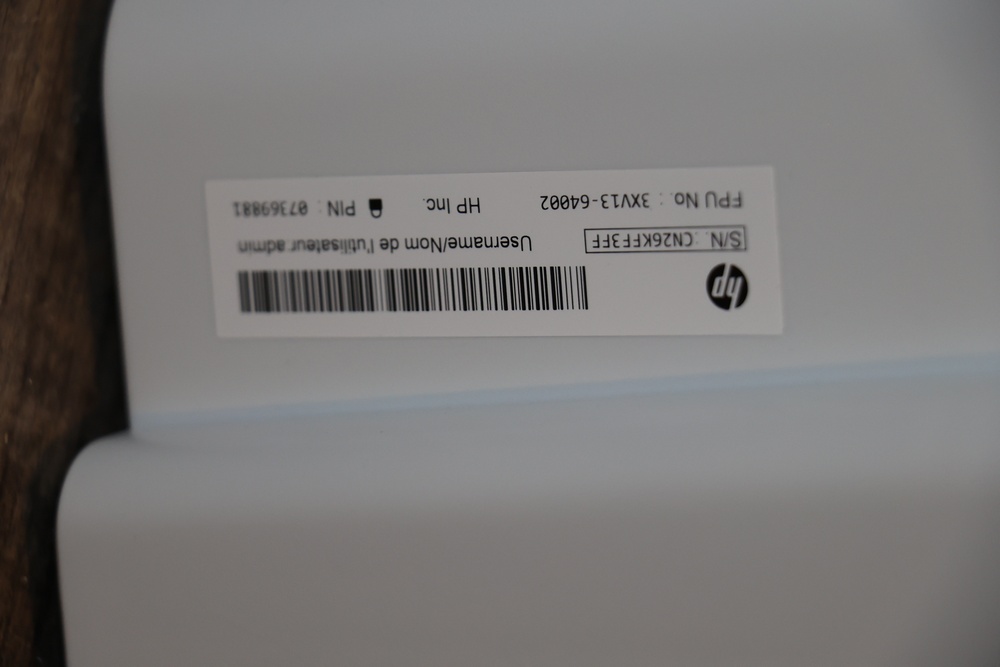 hp
S/N.: CN26KFF3FF
Username/Nom de l'utilisateur admin
FPU No.: 3XV13-64002
HP Inc.
PIN: 07369881